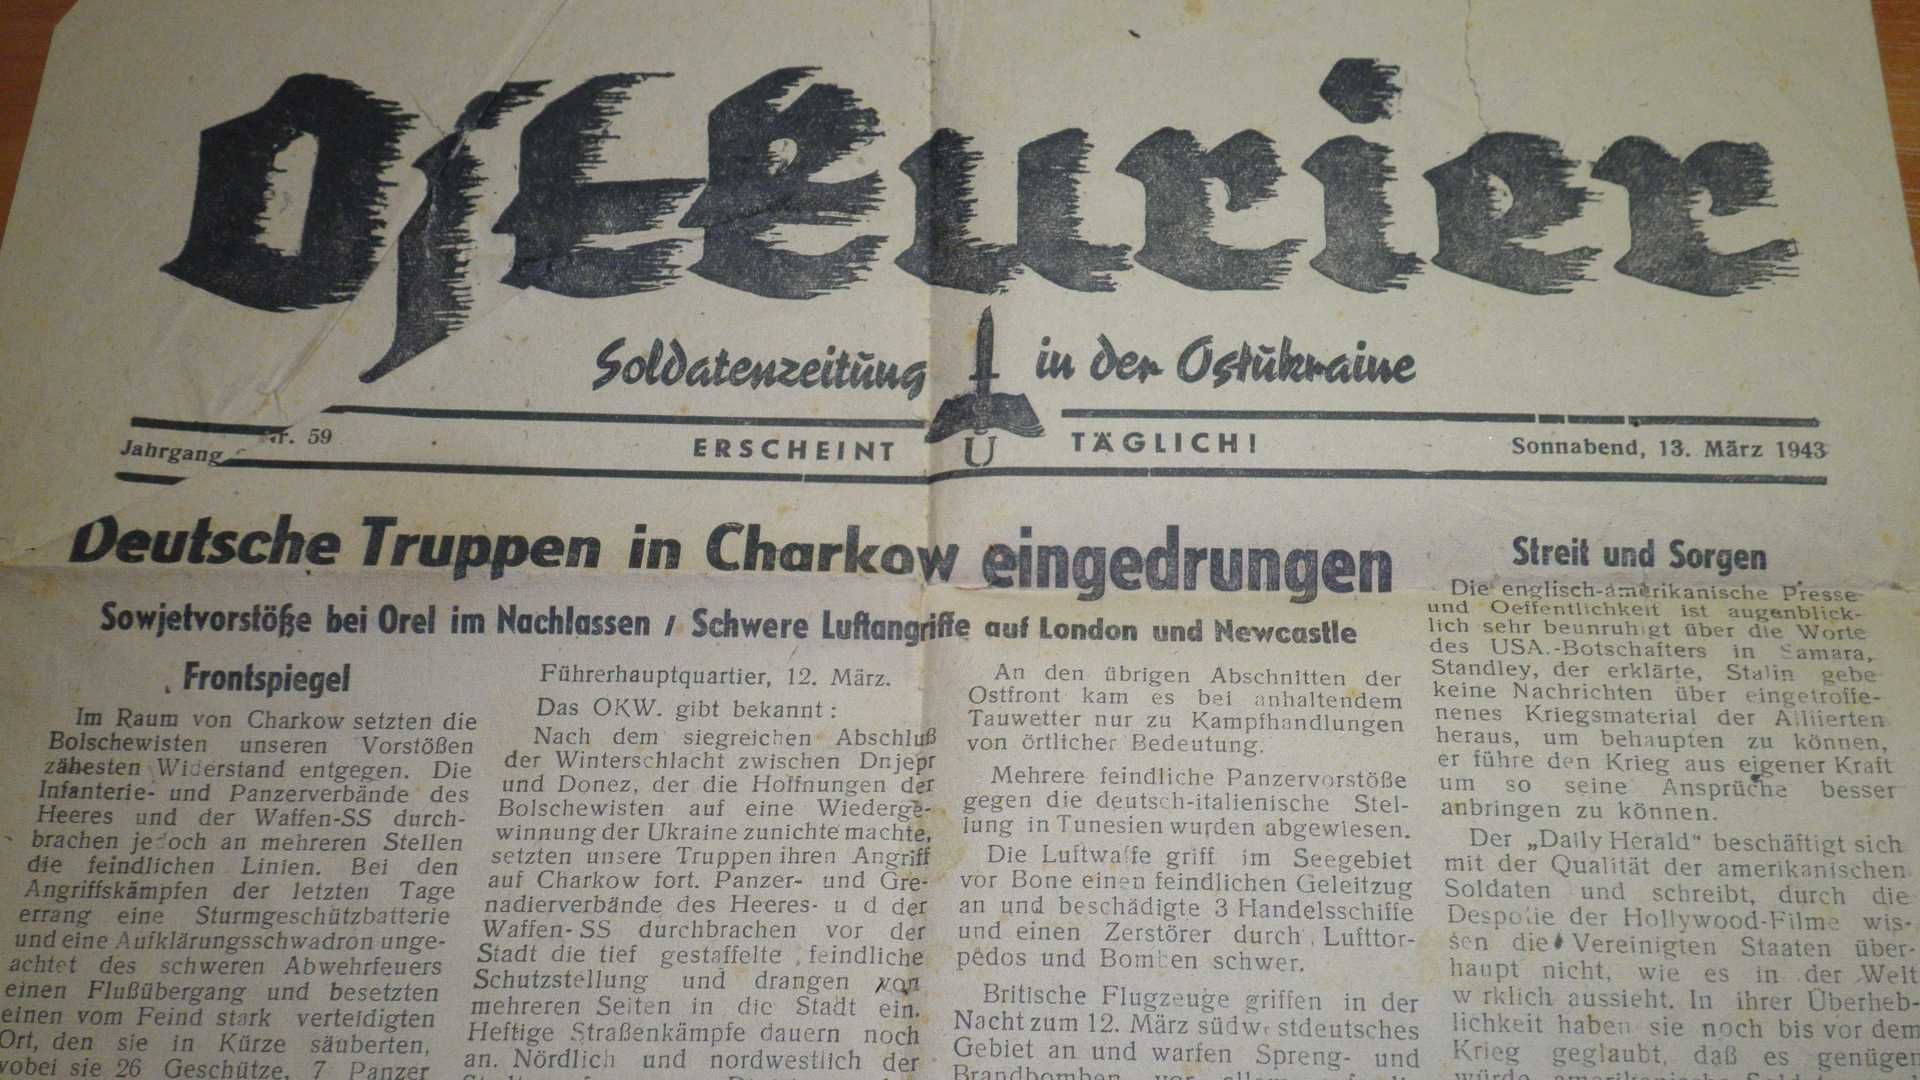 Ostkurier
Soldatenzeitung in der Ostukraine
Jahrgang Nr. 59 ERSCHEINT U TÄGLICH! Sonnabend, 13. März 1943
Deutsche Truppen in Charkow eingedrungen
Sowjetvorstöße bei Orel im Nachlassen / Schwere Luftangriffe auf London und Newcastle
Frontspiegel
Im Raum von Charkow setzten die
Bolschewisten unseren Vorstößen
zähesten Widerstand entgegen. Die
Infanterie- und Panzerverbände des
Heeres und der Waffen-SS durch-
brachen jedoch an mehreren Stellen
die feindlichen Linien. Bei den
Angriffskämpfen der letzten Tage
errang eine Sturmgeschützbatterie
und eine Aufklärungsschwadron unge-
achtet des schweren Abwehrfeuers
einen Flußübergang und besetzten
einen vom Feind stark verteidigten
Ort, den sie in Kürze säuberten,
wobei sie 26 Geschütze, 7 Panzer
Führerhauptquartier, 12. März.
Das OKW. gibt bekannt:
Nach dem siegreichen Abschluß
der Winterschlacht zwischen Dnjepr
und Donez, der die Hoffnungen der
Bolschewisten auf eine Wiederge-
winnung der Ukraine zunichte machte,
setzten unsere Truppen ihren Angriff
auf Charkow fort. Panzer- und Gre-
nadierverbände des Heeres- u d der
Waffen-SS durchbrachen vor der
Stadt die tief gestaffelte feindliche
Schutzstellung und drangen von
mehreren Seiten in die Stadt ein.
Heftige Straßenkämpfe dauern noch
an. Nördlich und nordwestlich der
An den übrigen Abschnitten der
Ostfront kam es bei anhaltendem
Tauwetter nur zu Kampfhandlungen
von örtlicher Bedeutung.
Mehrere feindliche Panzervorstöße
gegen die deutsch-italienische Stel-
lung in Tunesien wurden abgewiesen.
Die Luftwaffe griff im Seegebiet
vor Bone einen feindlichen Geleitzug
an und beschädigte 3 Handelsschiffe
und einen Zerstörer durch Lufttor-
pedos und Bomben schwer.
Britische Flugzeuge griffen in der
Nacht zum 12. März südwestdeutsches
Gebiet an und warfen Spreng- und
Brandbomben
Streit und Sorgen
Die englisch-amerikanische Presse
und Oeffentlichkeit ist augenblick-
lich sehr beunruhigt über die Worte
des USA.-Botschafters in Samara,
Standley, der erklärte, Stalin gebe
keine Nachrichten über eingetroffe-
nenes Kriegsmaterial der Alliierten
heraus, um behaupten zu können,
er führe den Krieg aus eigener Kraft
um so seine Ansprüche besser
anbringen zu können.
Der „Daily Herald“ beschäftigt sich
mit der Qualität der amerikanischen
Soldaten und schreibt, durch die
Despotie der Hollywood-Filme wis-
sen die Vereinigten Staaten über-
haupt nicht, wie es in der Welt
w rklich aussieht. In ihrer Überheb-
lichkeit haben sie noch bis vor dem
Krieg geglaubt, daß es genügen
würde